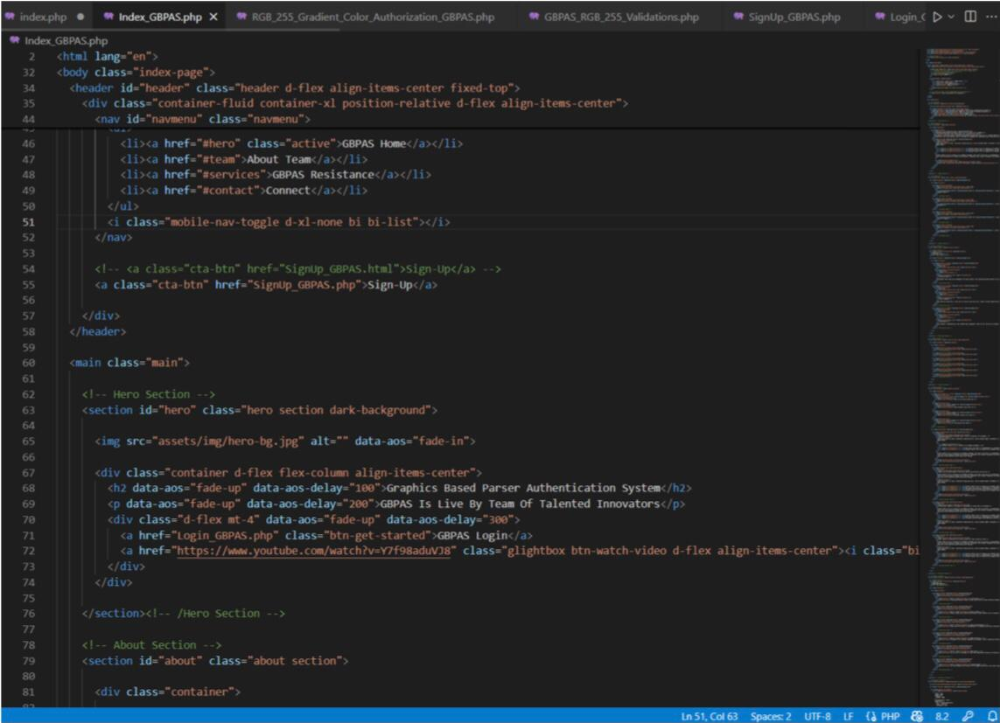 index.php
Index_GBPAS.php
RGB_255_Gradient_Color_Authorization_GBPAS.php
GBPAS_RGB_255_Validations.php
SignUp_GBPAS.php
Login_
Index_GBPAS.php
2 <html lang="en">
32 <body class="index-page">
34 <header id="header" class="header d-flex align-items-center fixed-top">
35 <div class="container-fluid container-xl position-relative d-flex align-items-center">
44 <nav id="navmenu" class="navmenu">
46 <li><a href="#hero" class="active">GBPAS Home</a></li>
47 <li><a href="#team">About Team</a></li>
48 <li><a href="#services">GBPAS Resistance</a></li>
49 <li><a href="#contact">Connect</a></li>
50 </ul>
51 <i class="mobile-nav-toggle d-xl-none bi bi-list"></i>
52 </nav>
53
54 <!-- <a class="cta-btn" href="SignUp_GBPAS.html">Sign-Up</a> -->
55 <a class="cta-btn" href="SignUp_GBPAS.php">Sign-Up</a>
56
57 </div>
58 </header>
59
60 <main class="main">
61
62 <!-- Hero Section -->
63 <section id="hero" class="hero section dark-background">
64
65 <img src="assets/img/hero-bg.jpg" alt="" data-aos="fade-in">
66
67 <div class="container d-flex flex-column align-items-center">
68 <h2 data-aos="fade-up" data-aos-delay="100">Graphics Based Parser Authentication System</h2>
69 <p data-aos="fade-up" data-aos-delay="200">GBPAS Is Live By Team Of Talented Innovators</p>
70 <div class="d-flex mt-4" data-aos="fade-up" data-aos-delay="300">
71 <a href="Login_GBPAS.php" class="btn-get-started">GBPAS Login</a>
72 <a href="https://www.youtube.com/watch?v=Y7f98aduVJ8" class="glightbox btn-watch-video d-flex align-items-center"><i class="bi
73 </div>
74 </div>
75
76 </section><!-- /Hero Section -->
77
78 <!-- About Section -->
79 <section id="about" class="about section">
80
81 <div class="container">
Ln 51, Col 63 Spaces: 2 UTF-8 LF PHP 8.2